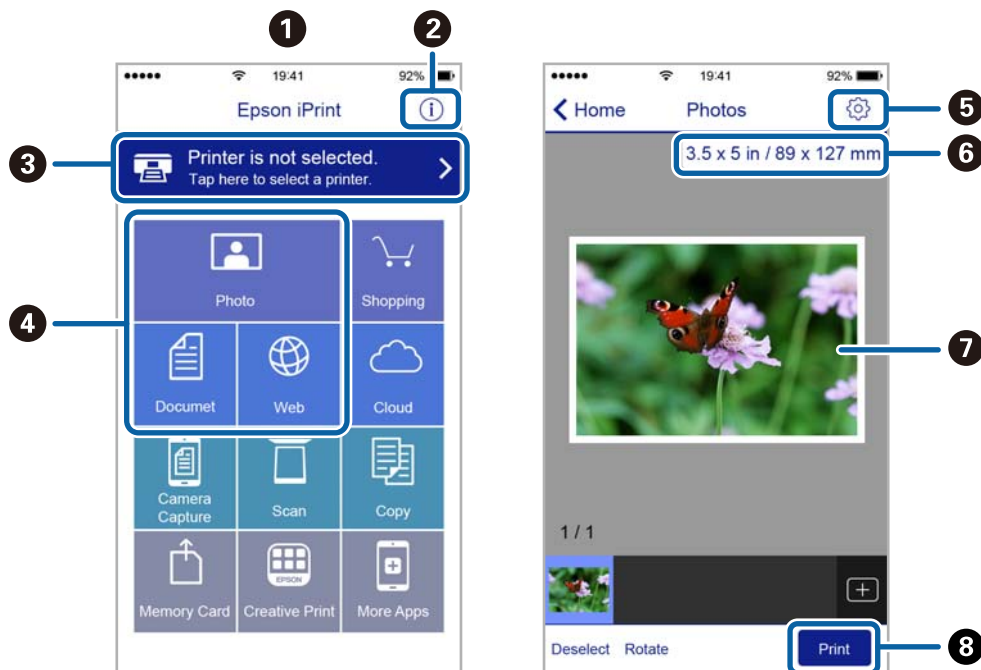 1
2
19:41
92%
Epson iPrint
i
3
Printer is not selected.
Tap here to select a printer.
4
Photo
Shopping
Documet
Web
Cloud
Camera
Capture
Scan
Copy
EPSON
Memory Card
Creative Print
More Apps
19:41
92%
Home
Photos
5
3.5 x 5 in / 89 x 127 mm
6
7
1 / 1
Deselect
Rotate
Print
8